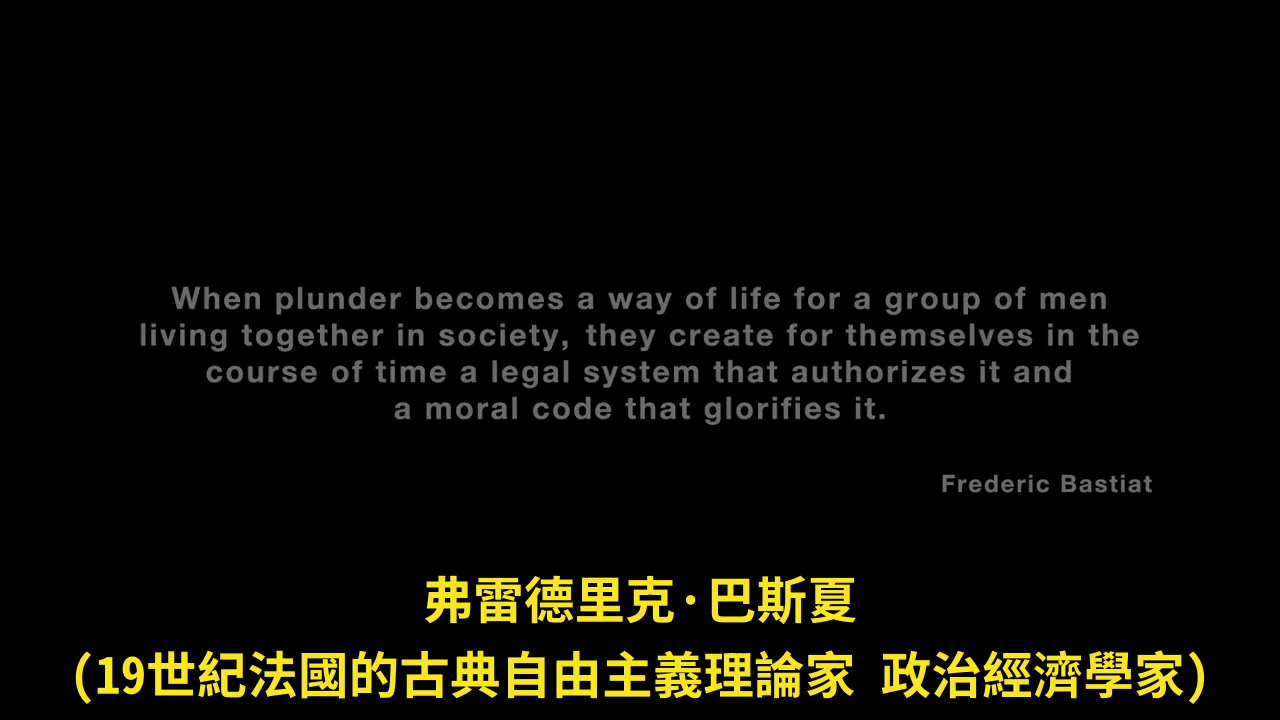 When plunder becomes a way of life for a group of men
living together in society, they create for themselves in the
course of time a legal system that authorizes it and
a moral code that glorifies it.
Frederic Bastiat
弗雷德里克·巴斯夏
(19世紀法國的古典自由主義理論家 政治經濟學家)